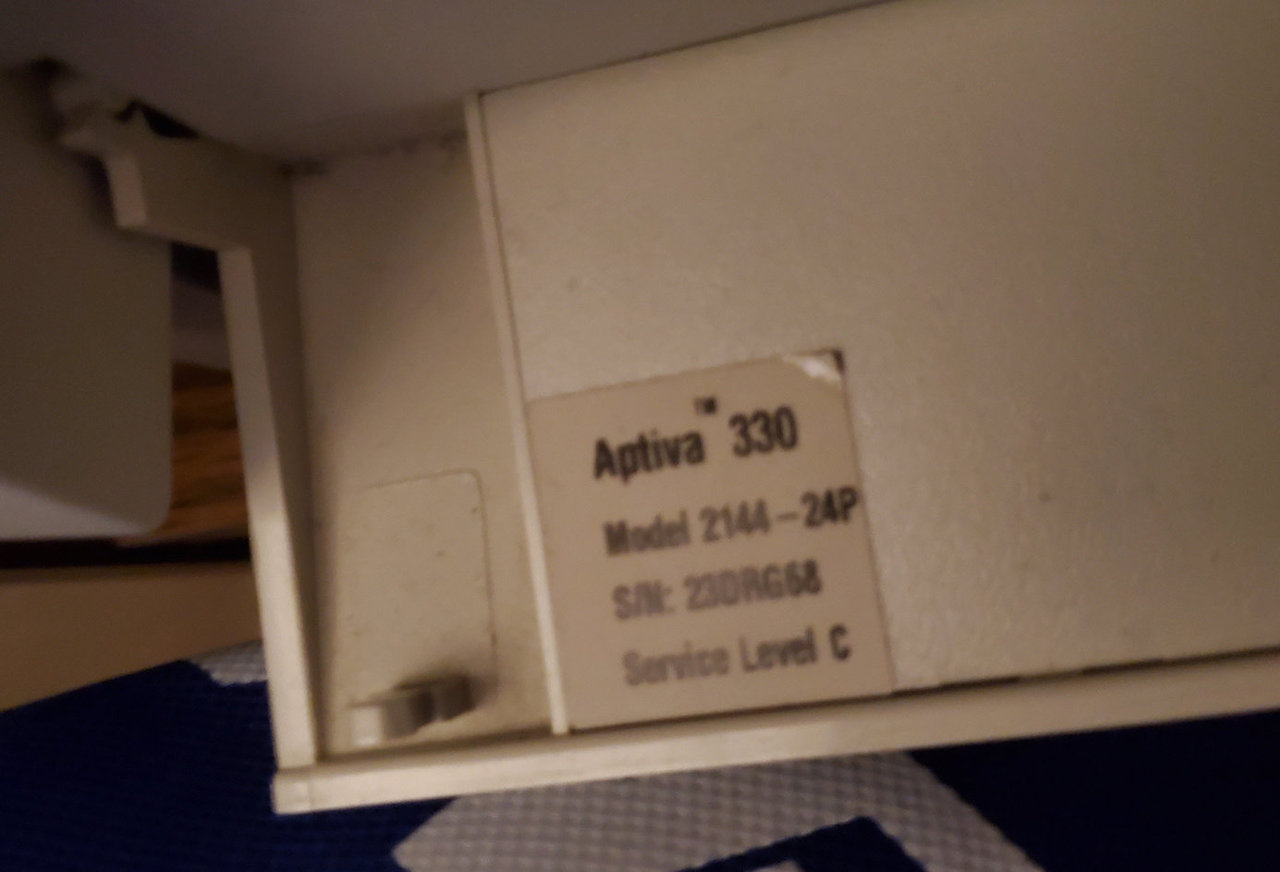 Aptiva™ 330
Model 2144-24P
S/N: 23DRG68
Service Level C